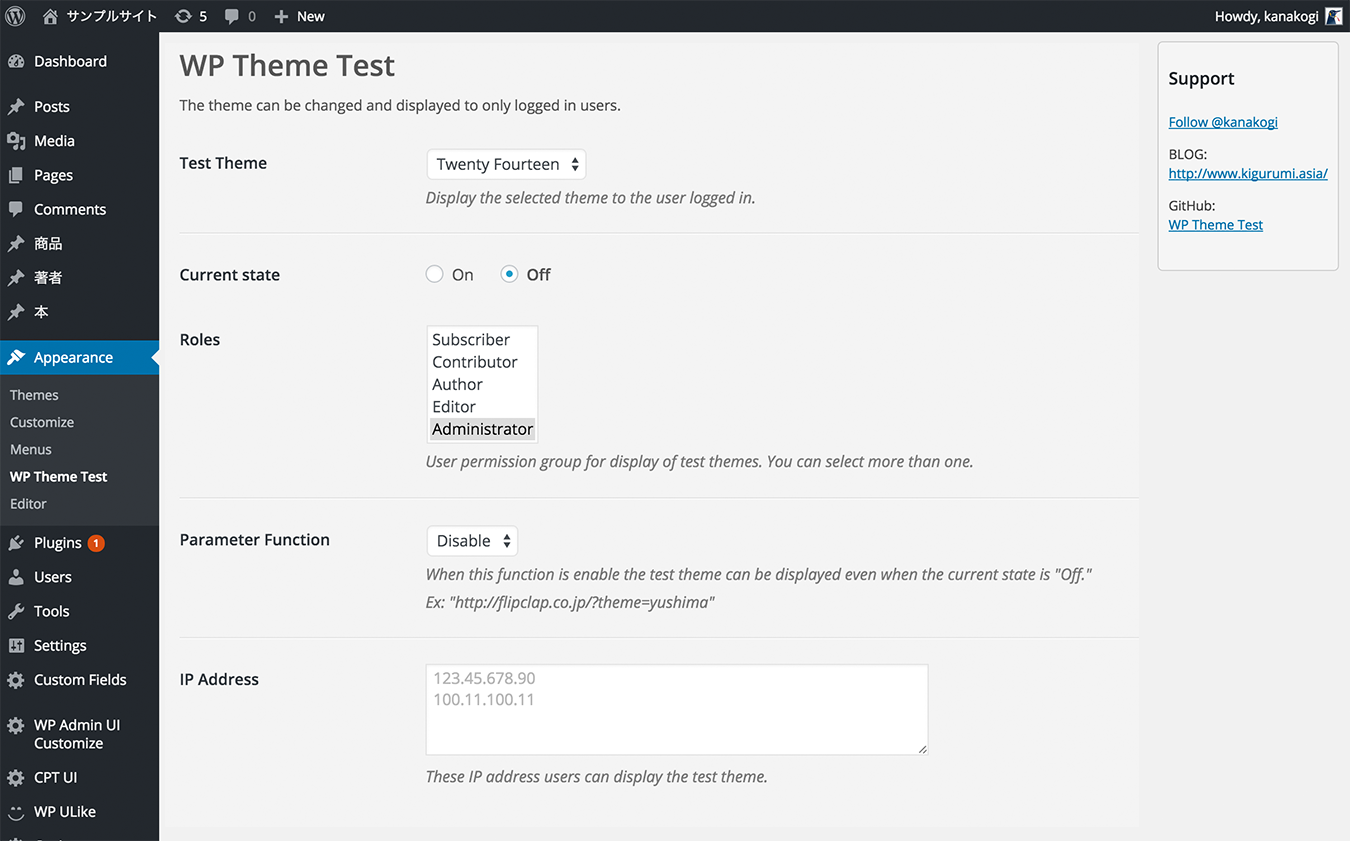 サンプルサイト 5 0 New Howdy, kanakogi
Dashboard
Posts
Media
Pages
Comments
商品
著者
本
Appearance
Themes
Customize
Menus
WP Theme Test
Editor
Plugins 1
Users
Tools
Settings
Custom Fields
WP Admin UI
Customize
CPT UI
WP ULike
WP Theme Test
The theme can be changed and displayed to only logged in users.
Test Theme
Twenty Fourteen
Display the selected theme to the user logged in.
Current state
On Off
Roles
Subscriber
Contributor
Author
Editor
Administrator
User permission group for display of test themes. You can select more than one.
Parameter Function
Disable
When this function is enable the test theme can be displayed even when the current state is "Off."
Ex: "http://flipclap.co.jp/?theme=yushima"
IP Address
123.45.678.90
100.11.100.11
These IP address users can display the test theme.
Support
Follow @kanakogi
BLOG:
http://www.kigurumi.asia/
GitHub:
WP Theme Test